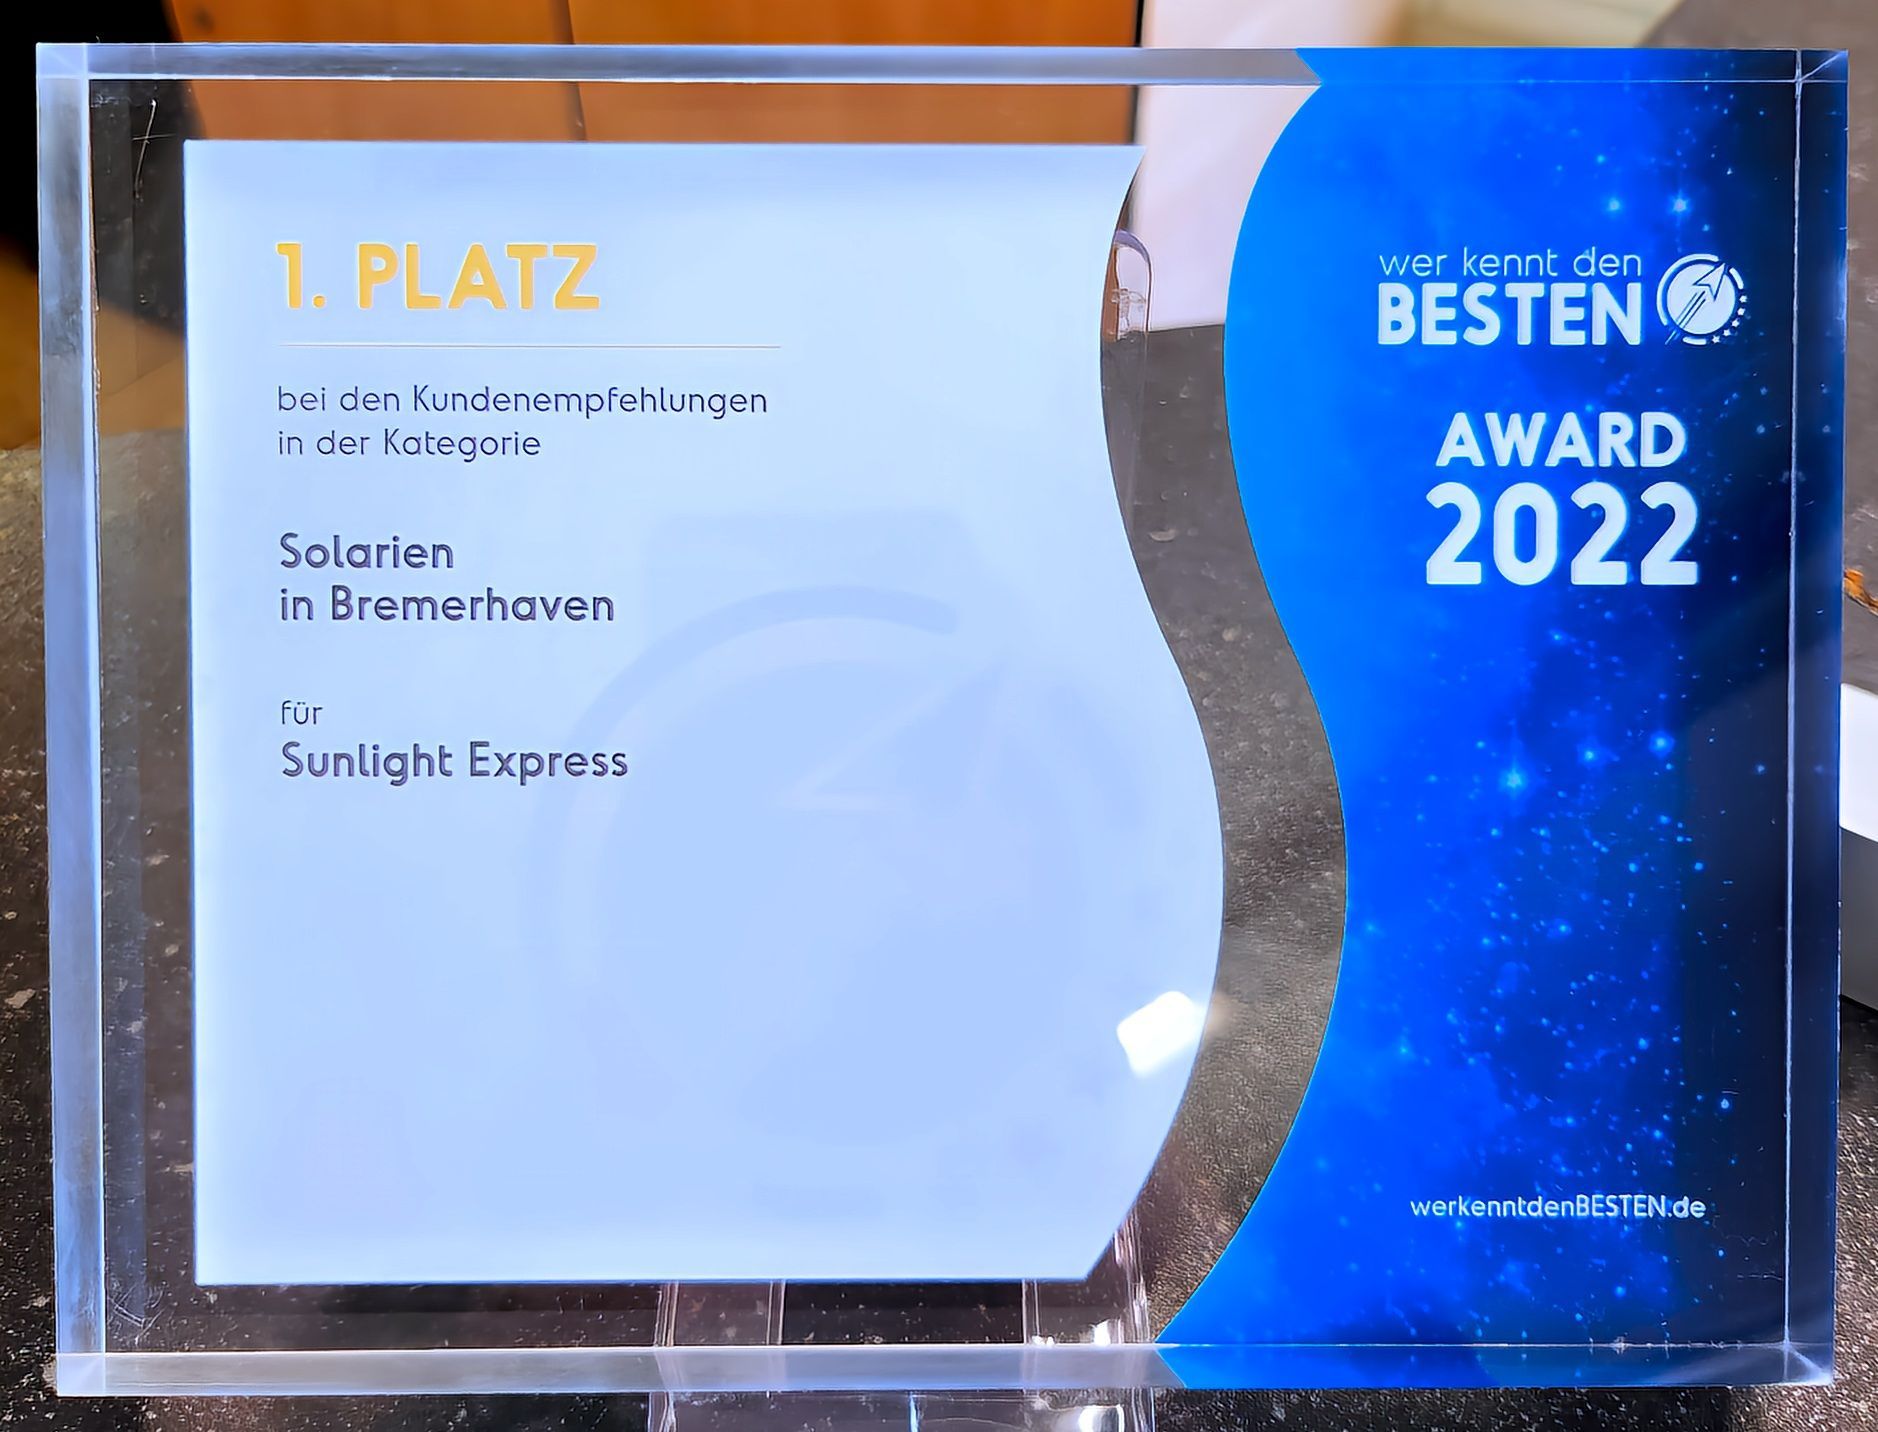 1. PLATZ
bei den Kundenempfehlungen
in der Kategorie
Solarien
in Bremerhaven
für
Sunlight Express
wer kennt den
BESTEN
AWARD
2022
werkenntdenBESTEN.de